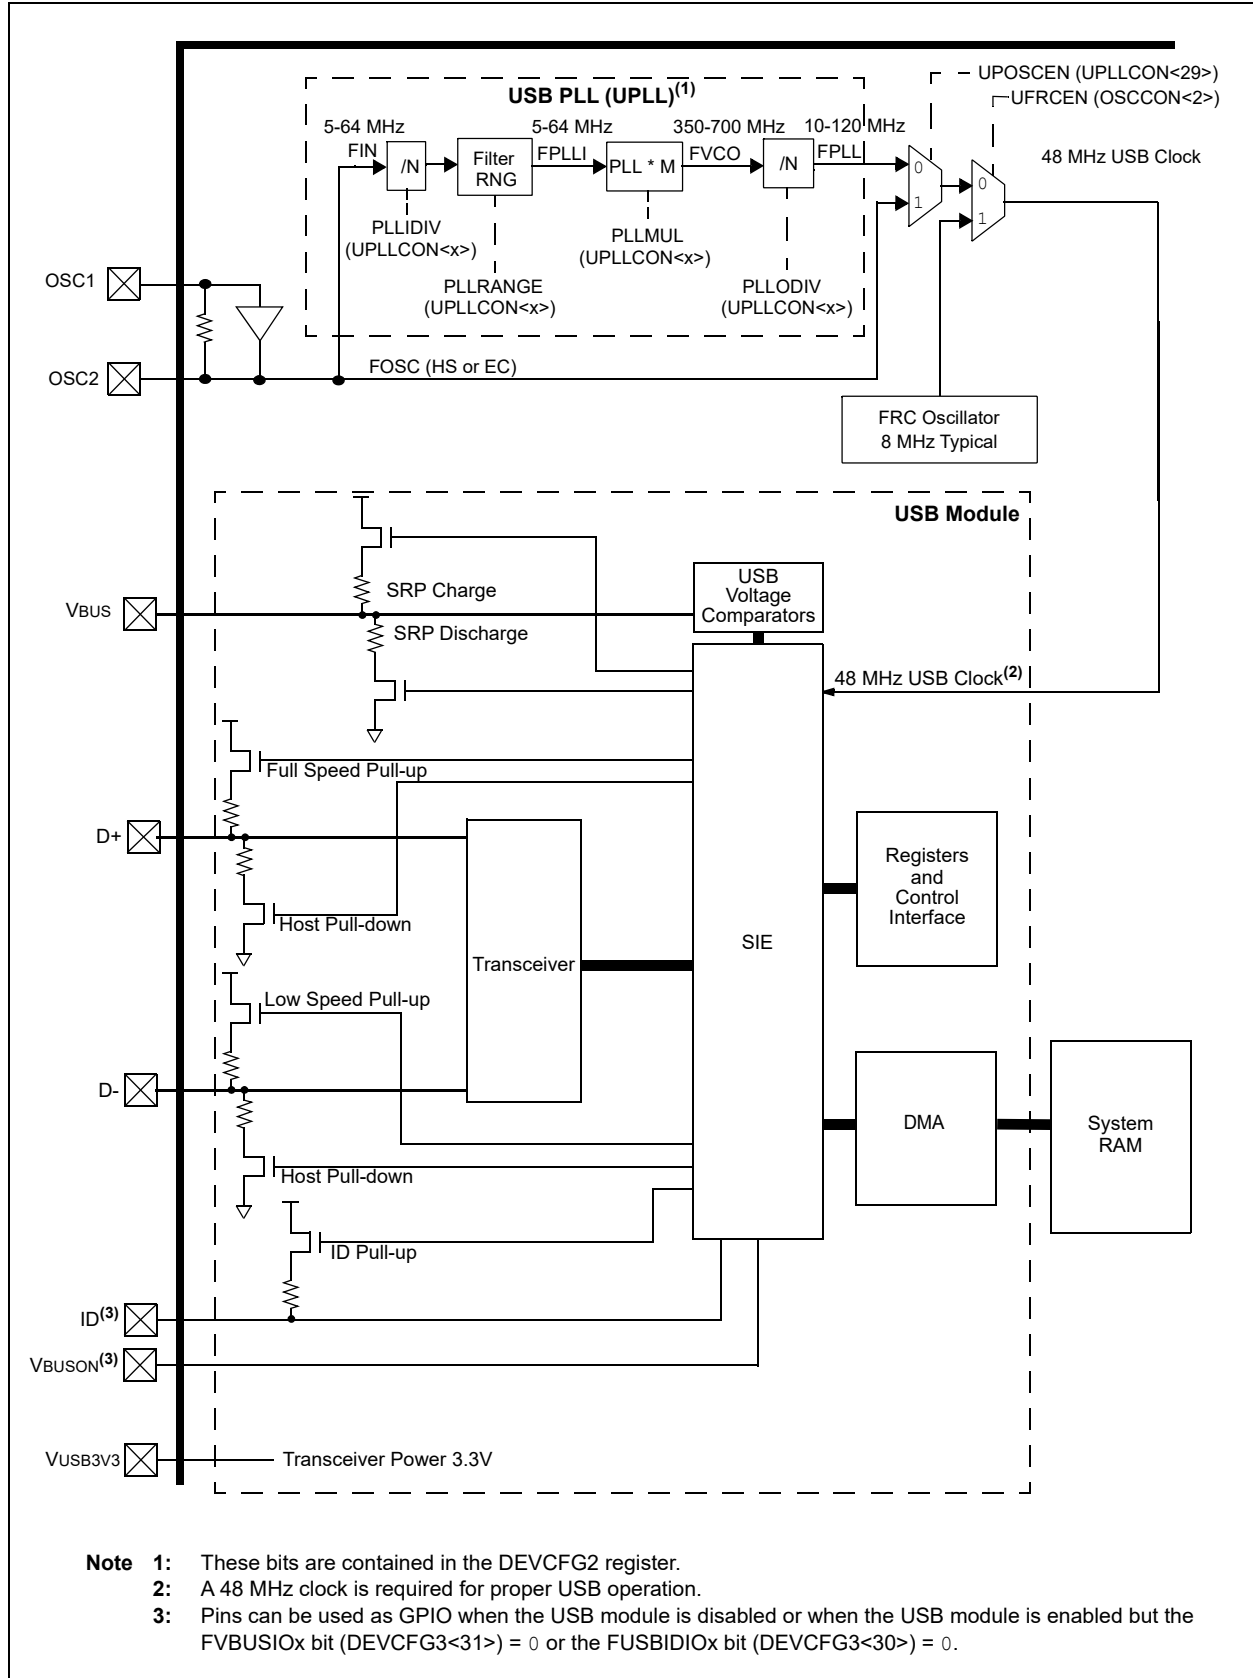 UPOSCEN (UPLLCON<29>)
USB PLL (UPLL)(1)
UFRCEN (OSCCON<2>)
5-64 MHz
5-64 MHz
350-700 MHz
10-120 MHz
48 MHz USB Clock
FIN
/N
Filter
RNG
FPLLI
PLL * M
FVCO
/N
FPLL
0
1
0
1
PLLIDIV
(UPLLCON<x>)
PLLMUL
(UPLLCON<x>)
PLLRANGE
(UPLLCON<x>)
PLLODIV
(UPLLCON<x>)
OSC1
OSC2
FOSC (HS or EC)
FRC Oscillator
8 MHz Typical
USB Module
USB
Voltage
Comparators
SRP Charge
VBUS
SRP Discharge
48 MHz USB Clock(2)
Full Speed Pull-up
D+
Registers
and
Control
Interface
Host Pull-down
SIE
Transceiver
Low Speed Pull-up
D-
DMA
System
RAM
Host Pull-down
ID Pull-up
ID(3)
VBUSON(3)
VUSB3V3
Transceiver Power 3.3V
Note 1: These bits are contained in the DEVCFG2 register.
2: A 48 MHz clock is required for proper USB operation.
3: Pins can be used as GPIO when the USB module is disabled or when the USB module is enabled but the
FVBUSIOx bit (DEVCFG3<31>) = 0 or the FUSBIDIOx bit (DEVCFG3<30>) = 0.